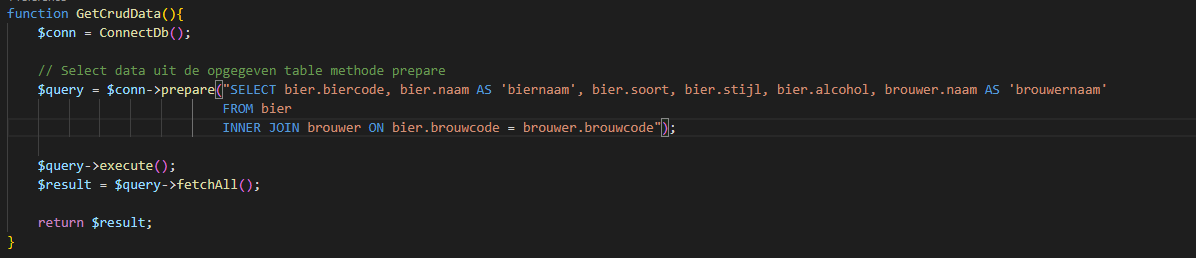 function GetCrudData(){
$conn = ConnectDb();
// Select data uit de opgegeven table methode prepare
$query = $conn->prepare("SELECT bier.biercode, bier.naam AS 'biernaam', bier.soort, bier.stijl, bier.alcohol, brouwer.naam AS 'brouwernaam'
FROM bier
INNER JOIN brouwer ON bier.brouwcode = brouwer.brouwcode");
$query->execute();
$result = $query->fetchAll();
return $result;
}